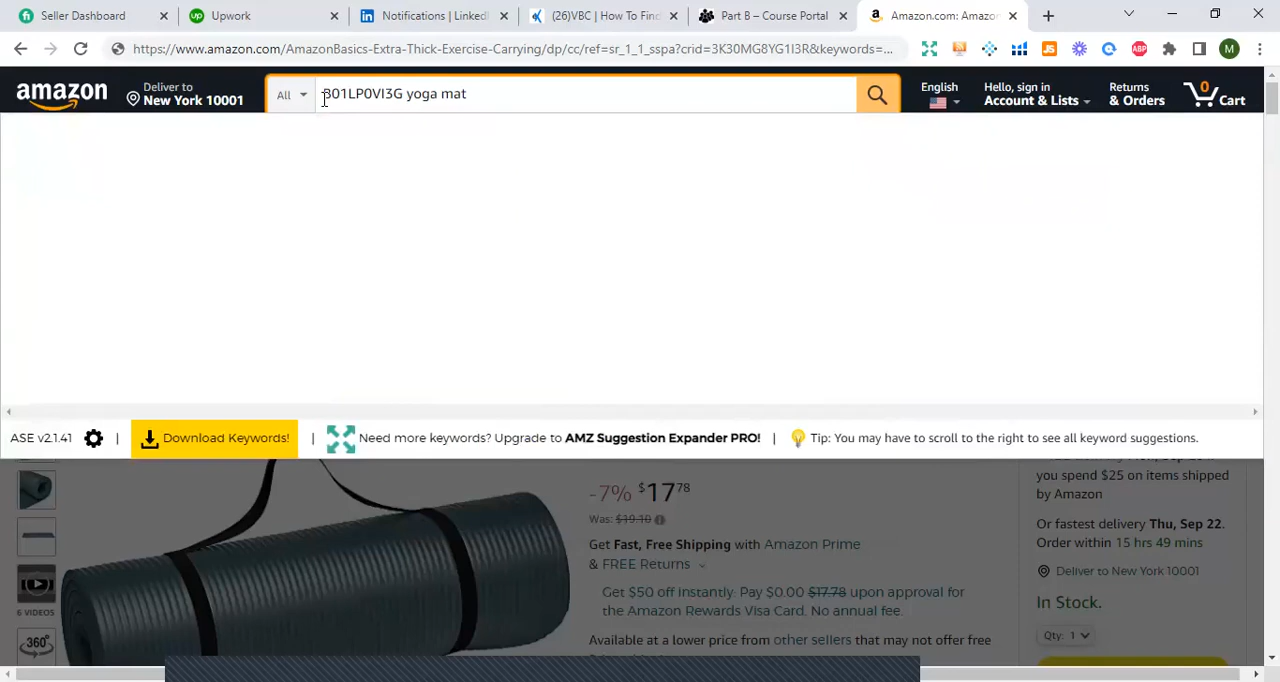 Seller Dashboard
Upwork
Notifications | LinkedI
(26)VBC | How To Fin
Part B – Course Portal
Amazon.com: Amazo
https://www.amazon.com/AmazonBasics-Extra-Thick-Exercise-Carrying/dp/cc/ref=sr_1_1_sspa?crid=3K30MG8YG1I3R&keywords=...
JS
ABP
M
amazon
Deliver to
New York 10001
All
B01LP0VI3G yoga mat
English
Hello, sign in
Account & Lists
Returns
& Orders
0
Cart
ASE v2.1.41
|
Download Keywords!
|
Need more keywords? Upgrade to AMZ Suggestion Expander PRO!
|
Tip: You may have to scroll to the right to see all keyword suggestions.
6 VIDEOS
360°
-7% $17 78
Was: $19.10
Get Fast, Free Shipping with Amazon Prime
& FREE Returns
Get $50 off instantly: Pay $0.00 $17.78 upon approval for
the Amazon Rewards Visa Card. No annual fee.
Available at a lower price from other sellers that may not offer free
you spend $25 on items shipped
by Amazon
Or fastest delivery Thu, Sep 22.
Order within 15 hrs 49 mins
Deliver to New York 10001
In Stock.
Qty: 1